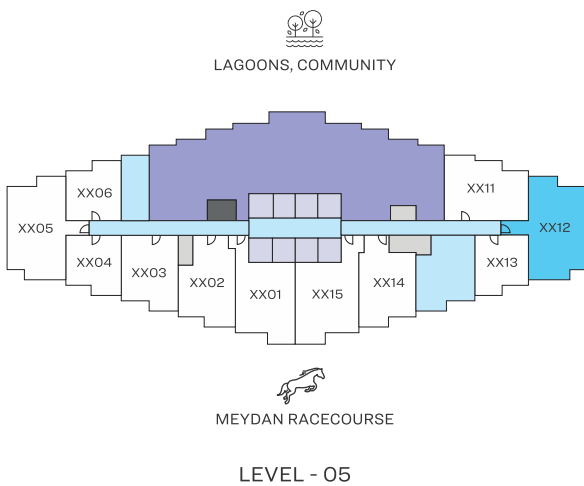 LAGOONS, COMMUNITY
XX06
XX11
XX05
XX12
XX04
XX03
XX02
XX01
XX15
XX14
XX13
MEYDAN RACECOURSE
LEVEL - 05